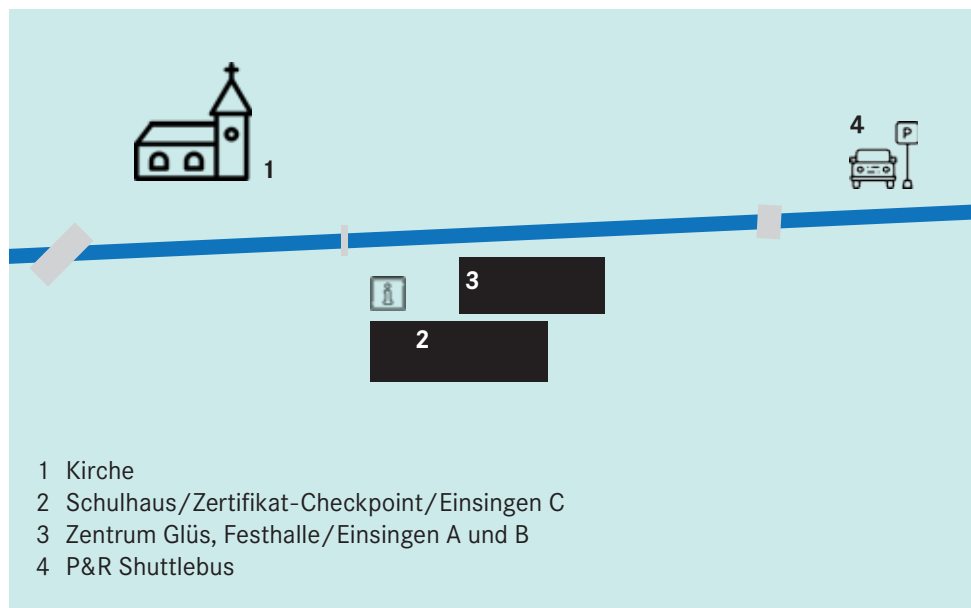 1
4
P
i
3
2
1 Kirche
2 Schulhaus/Zertifikat-Checkpoint/Einsingen C
3 Zentrum Glüs, Festhalle/Einsingen A und B
4 P&R Shuttlebus